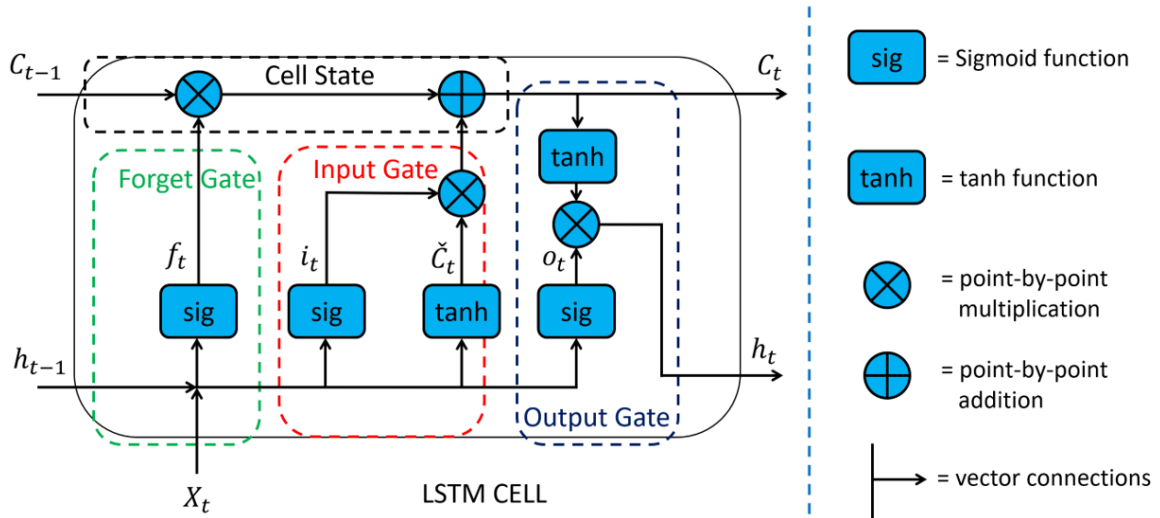 C_{t−1}
Cell State
C_t
Forget Gate
Input Gate
tanh
f_t
i_t
Č_t
o_t
sig
sig
tanh
sig
h_{t−1}
h_t
Output Gate
X_t
LSTM CELL
sig = Sigmoid function
tanh = tanh function
= point-by-point
multiplication
= point-by-point
addition
= vector connections